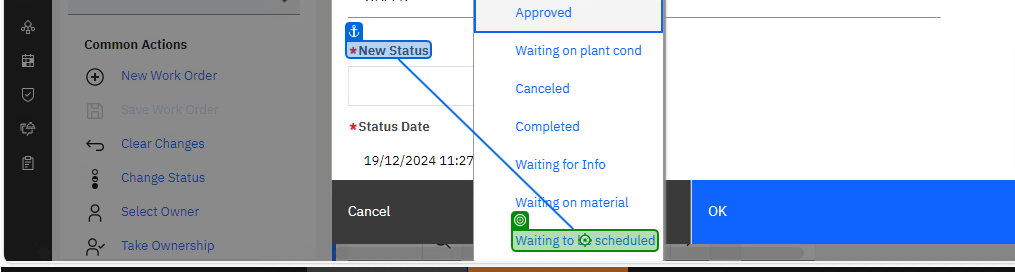 Common Actions
New Work Order
Save Work Order
Clear Changes
Change Status
Select Owner
Take Ownership
*New Status
*Status Date
19/12/2024 11:27
Approved
Waiting on plant cond
Canceled
Completed
Waiting for Info
Waiting on material
Waiting to be scheduled
Cancel
OK